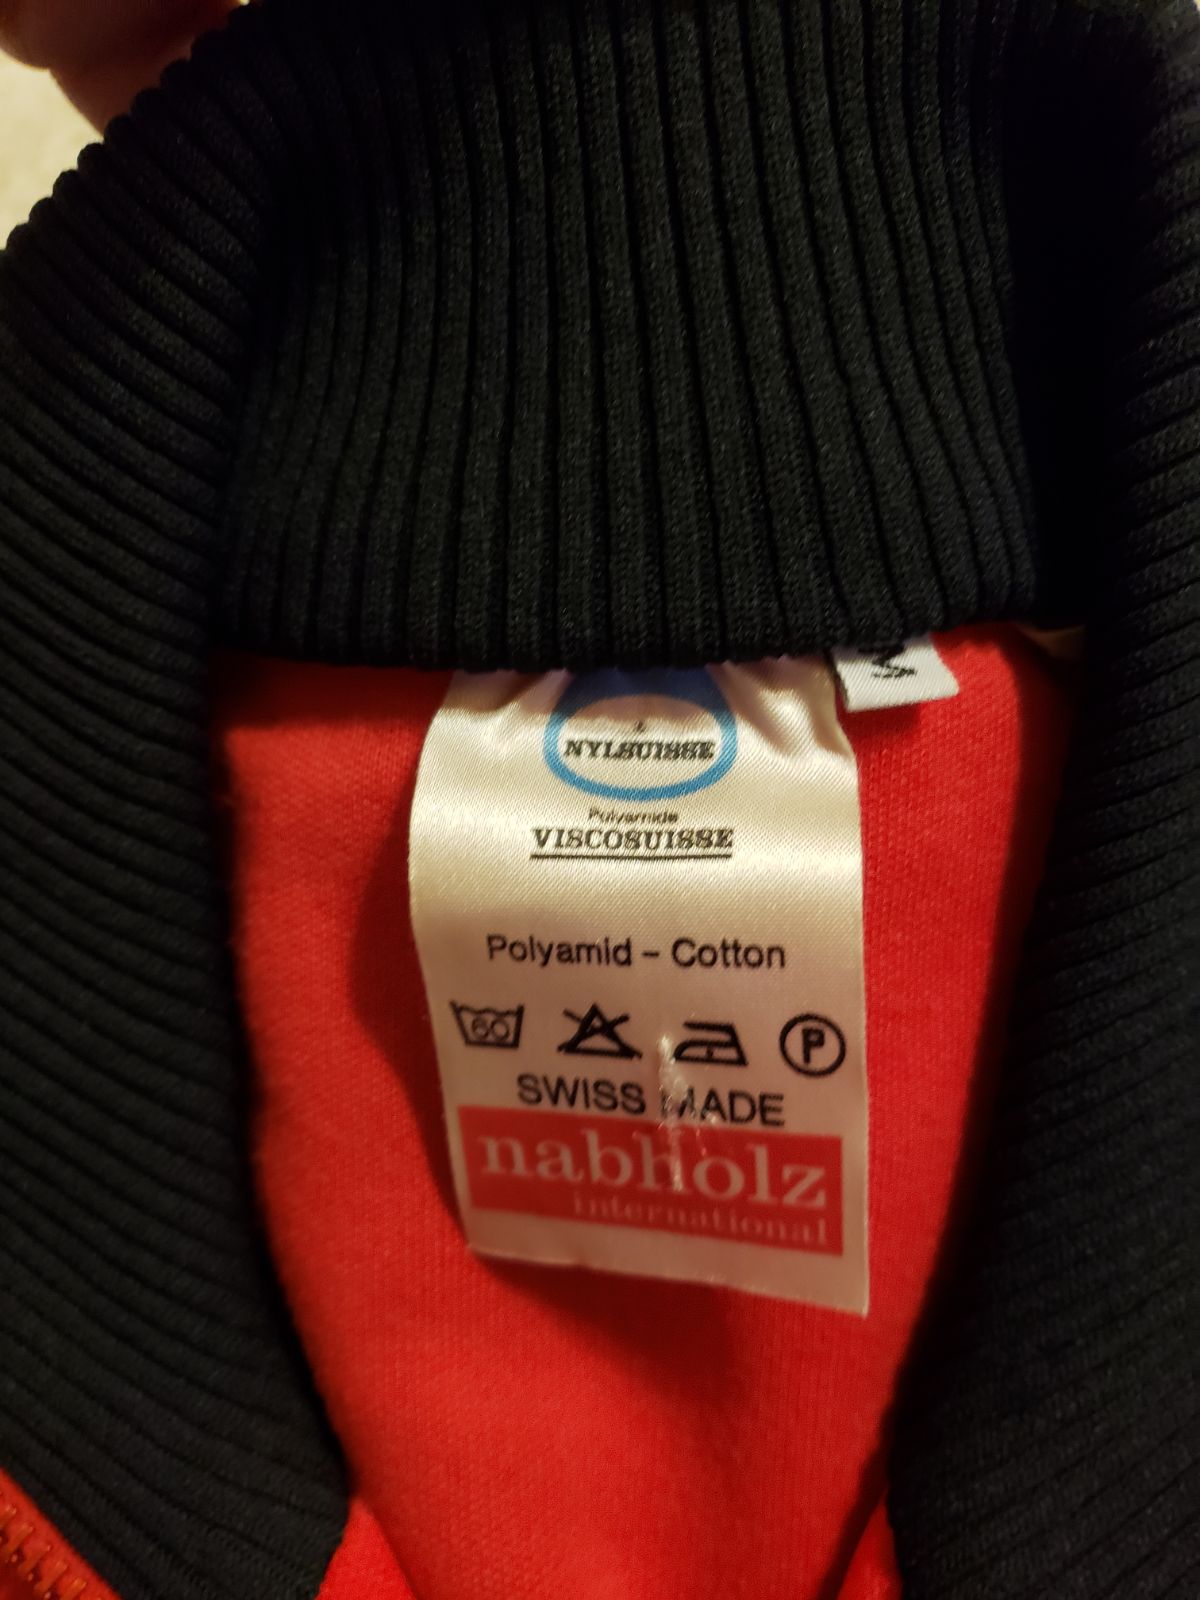 M
NYLSUISSE
Polyamide
VISCOSUISSE
Polyamid – Cotton
60 A P
SWISS MADE
nabholz
international